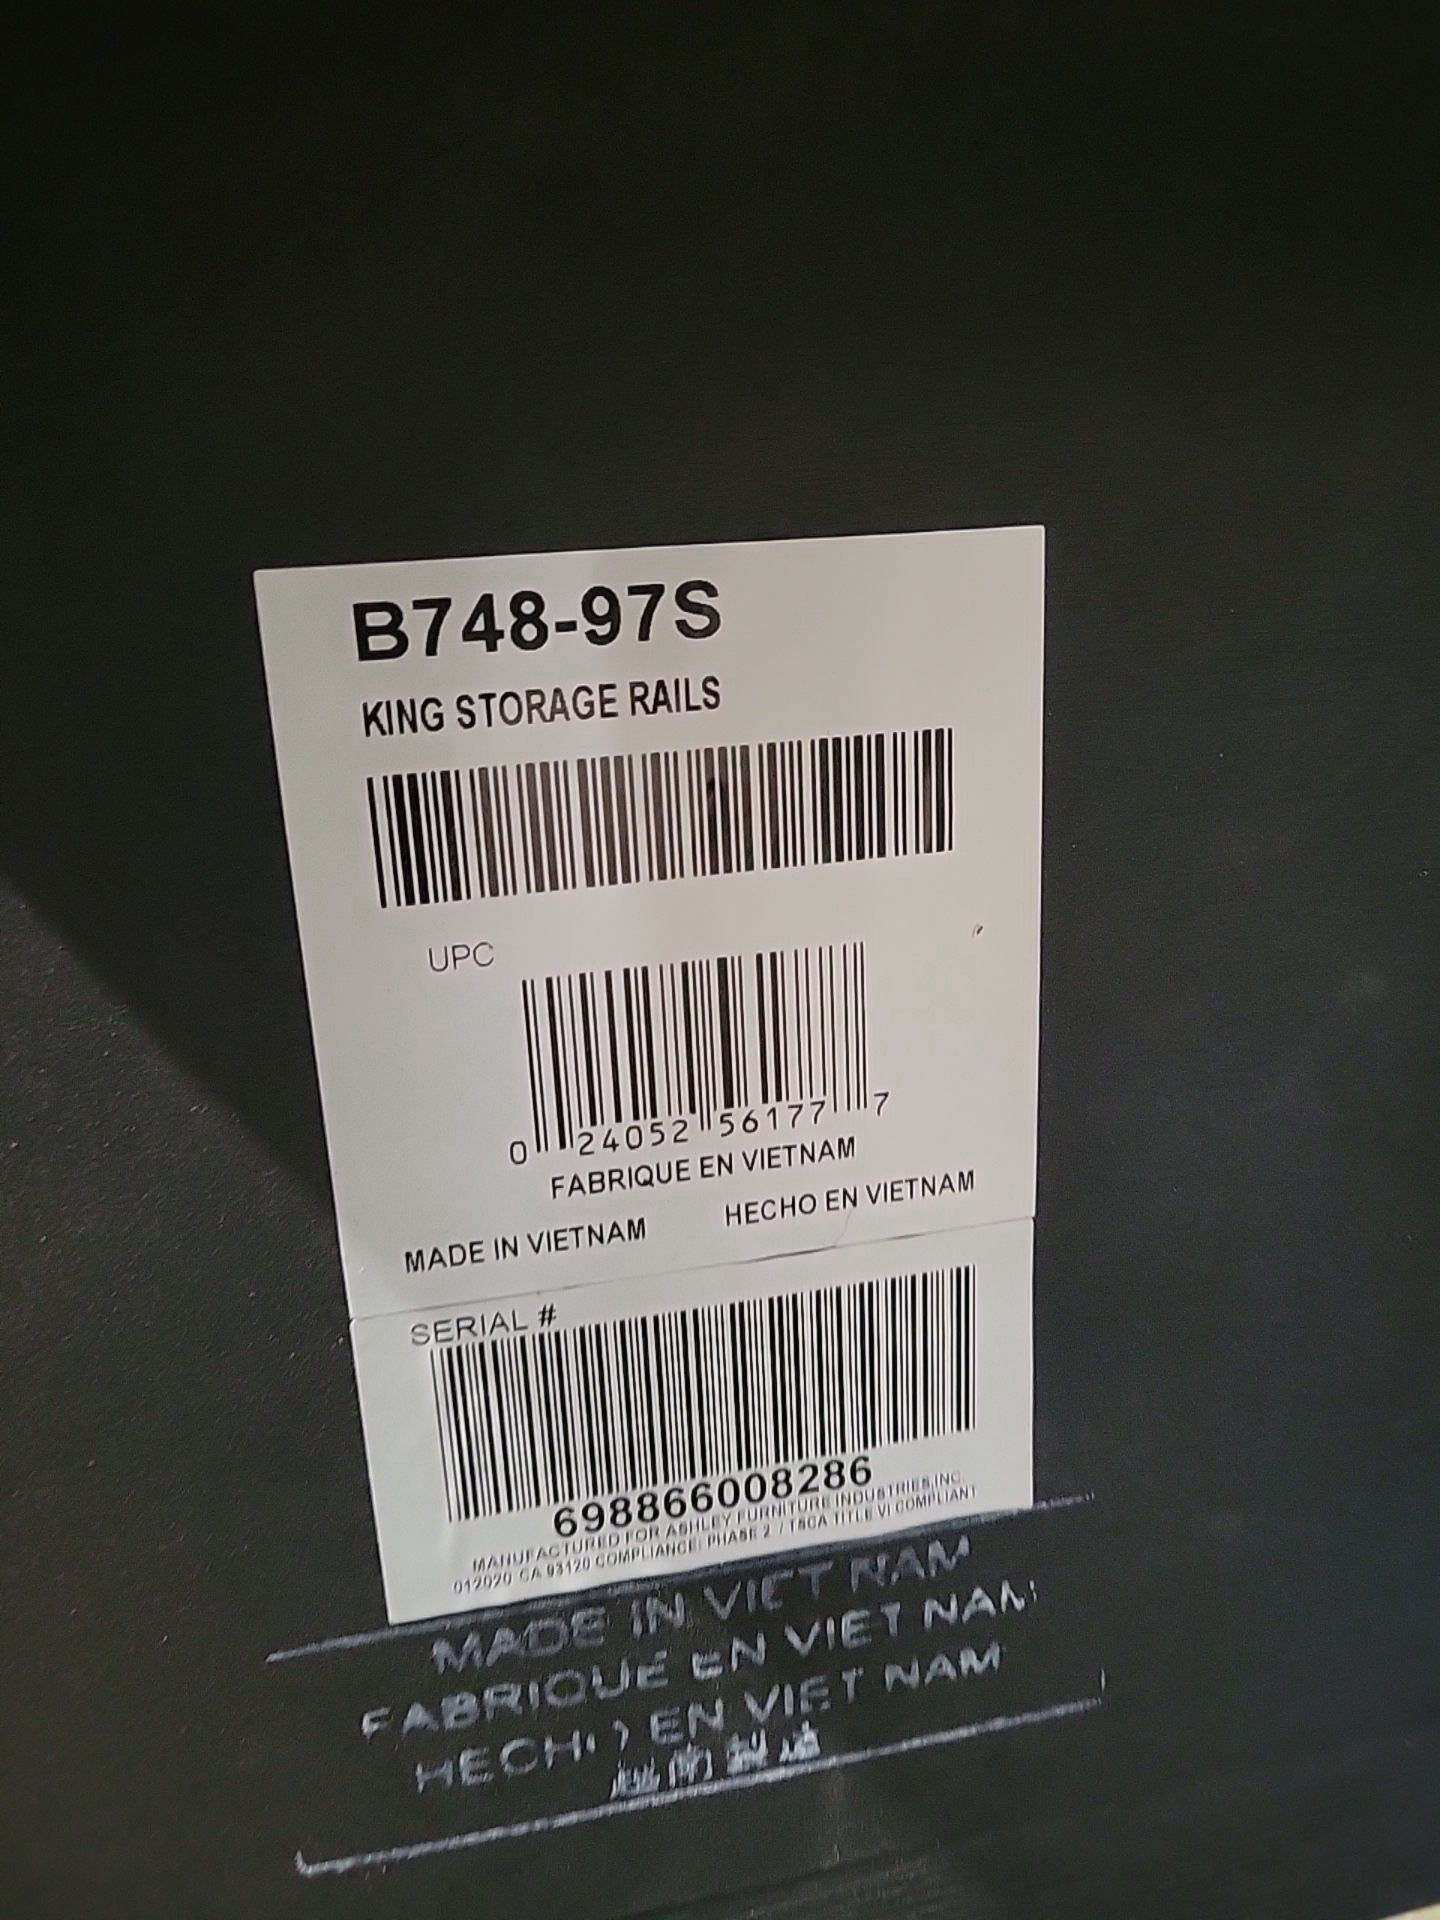 B748-97S
KING STORAGE RAILS
UPC
0 24052 56177 7
FABRIQUE EN VIETNAM
MADE IN VIETNAM HECHO EN VIETNAM
SERIAL #
698866008286
MANUFACTURED FOR ASHLEY FURNITURE INDUSTRIES,INC.
012020 CA 93120 COMPLIANCE: PHASE 2 / TSCA TITLE VI COMPLIANT
MADE IN VIET NAM
FABRIQUÉ EN VIET NAM
HECHO EN VIET NAM
越南製造